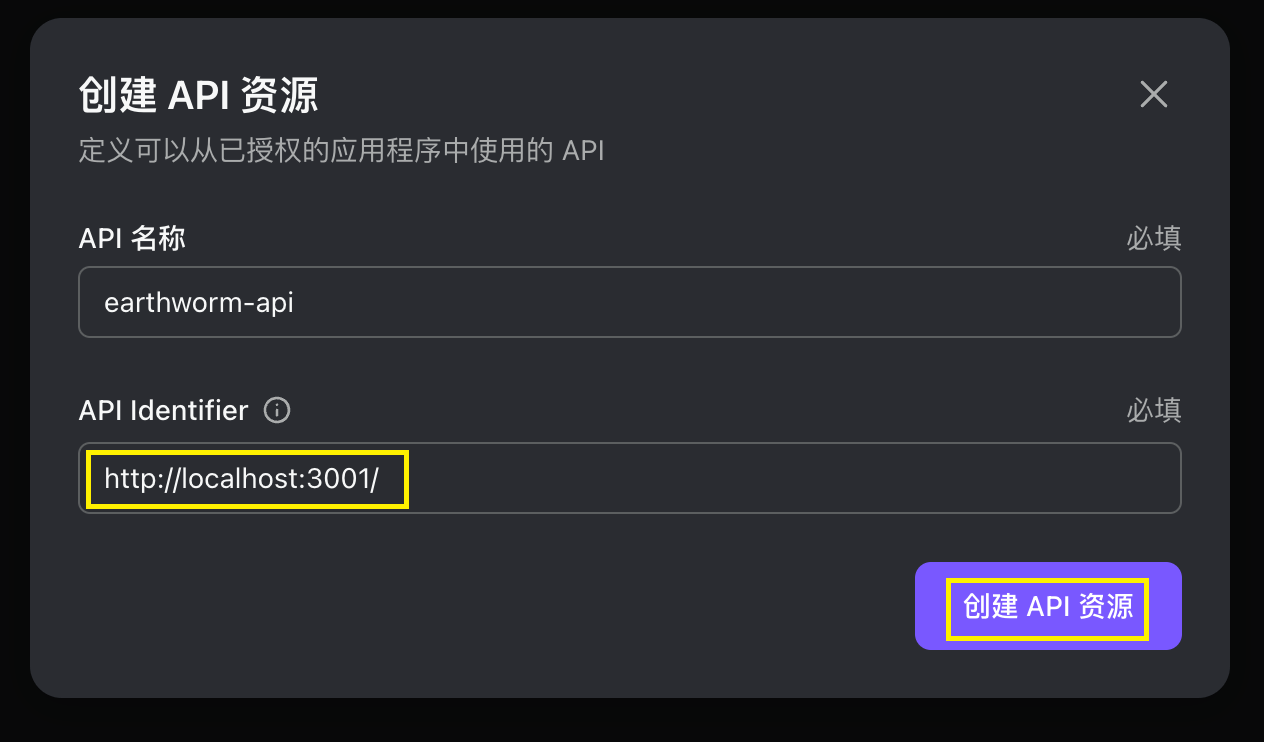 创建 API 资源
定义可以从已授权的应用程序中使用的 API
API 名称 必填
earthworm-api
API Identifier 必填
http://localhost:3001/
创建 API 资源